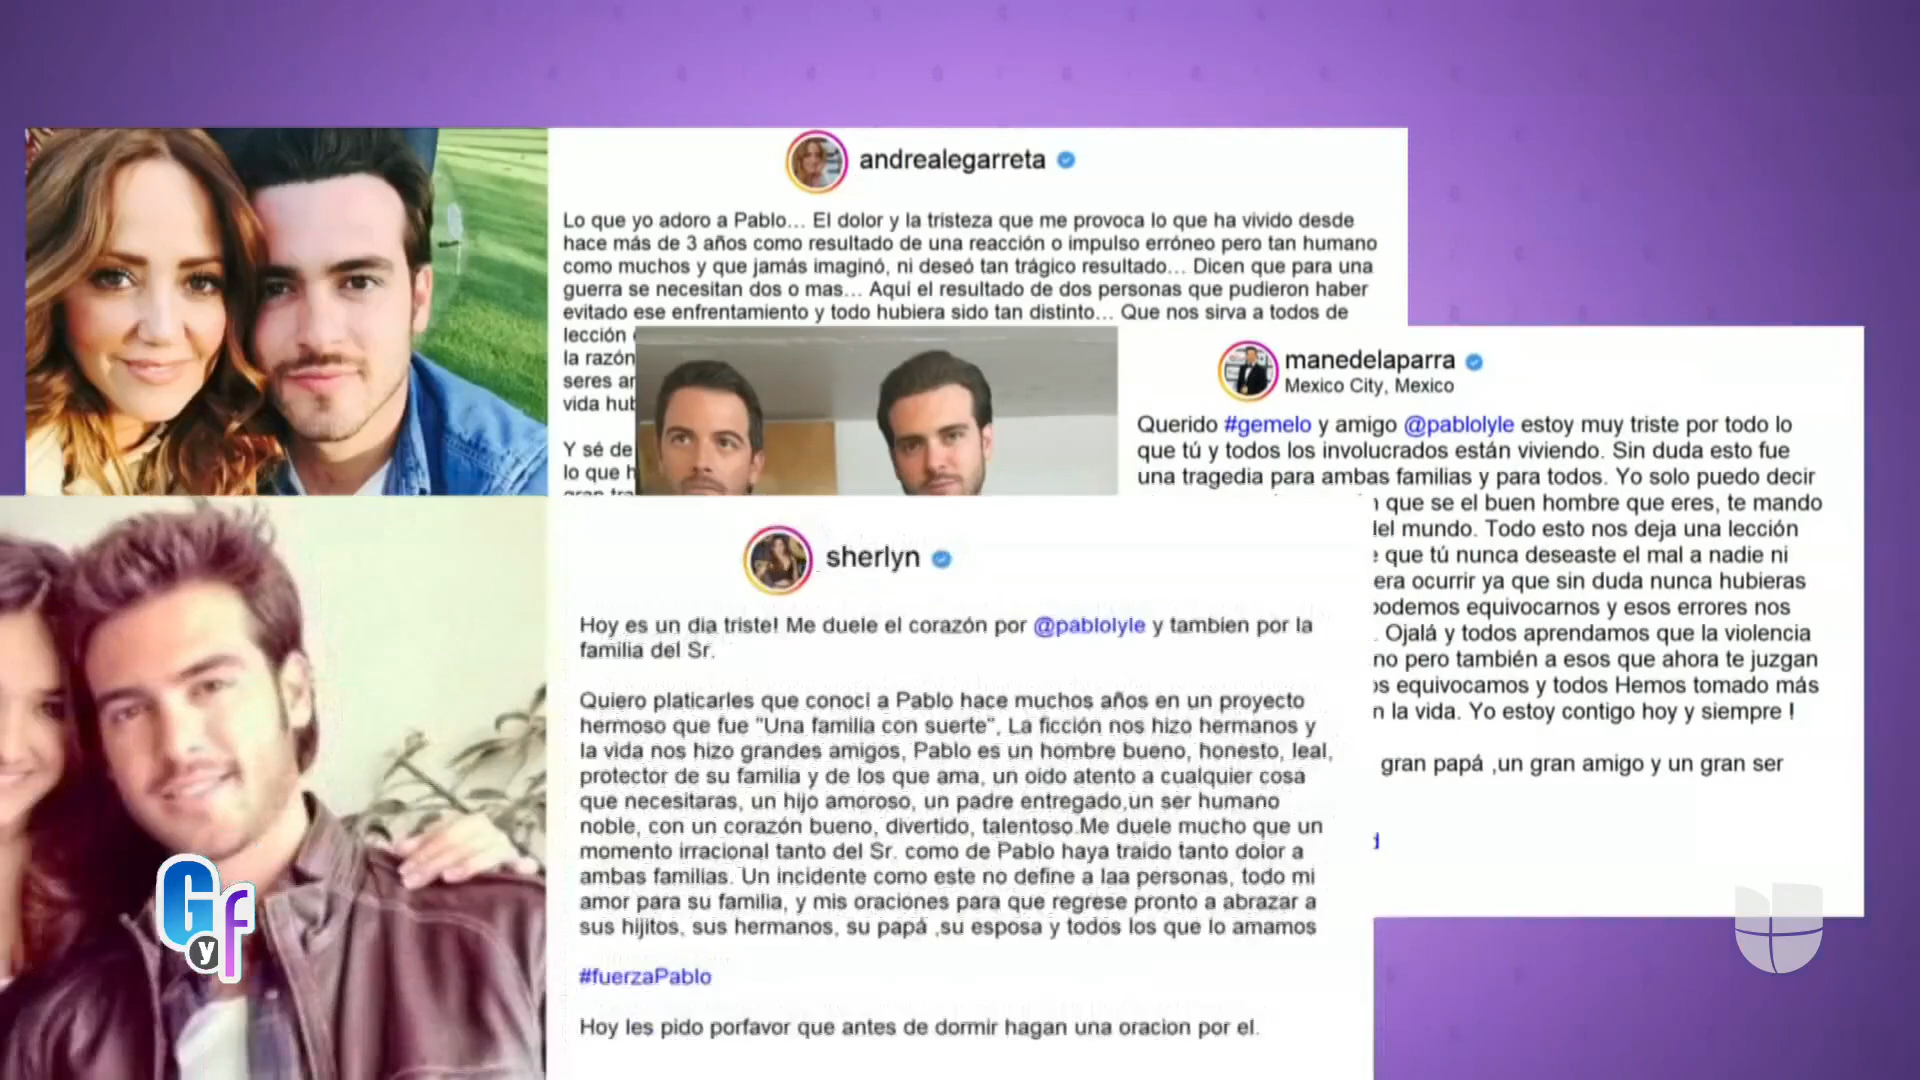 andrealegarreta
Lo que yo adoro a Pablo... El dolor y la tristeza que me provoca lo que ha vivido desde
hace más de 3 años como resultado de una reacción o impulso erróneo pero tan humano
como muchos y que jamás imaginó, ni deseó tan trágico resultado... Dicen que para una
guerra se necesitan dos o mas... Aquí el resultado de dos personas que pudieron haber
evitado ese enfrentamiento y todo hubiera sido tan distinto... Que nos sirva a todos de
lección
la razón
seres
vida
Y sé de
lo que
manedelaparra
Mexico City, Mexico
Querido #gemelo y amigo @pablolyle estoy muy triste por todo lo
que tú y todos los involucrados están viviendo. Sin duda esto fue
una tragedia para ambas familias y para todos. Yo solo puedo decir
que se el buen hombre que eres, te mando
del mundo. Todo esto nos deja una lección
que tú nunca deseaste el mal a nadie ni
era ocurrir ya que sin duda nunca hubieras
podemos equivocarnos y esos errores nos
. Ojalá y todos aprendamos que la violencia
no pero también a esos que ahora te juzgan
os equivocamos y todos Hemos tomado más
n la vida. Yo estoy contigo hoy y siempre !
gran papá ,un gran amigo y un gran ser
sherlyn
Hoy es un dia triste! Me duele el corazón por @pablolyle y tambien por la
familia del Sr.
Quiero platicarles que conocí a Pablo hace muchos años en un proyecto
hermoso que fue "Una familia con suerte", La ficción nos hizo hermanos y
la vida nos hizo grandes amigos, Pablo es un hombre bueno, honesto, leal,
protector de su familia y de los que ama, un oido atento a cualquier cosa
que necesitaras, un hijo amoroso, un padre entregado,un ser humano
noble, con un corazón bueno, divertido, talentoso.Me duele mucho que un
momento irracional tanto del Sr. como de Pablo haya traido tanto dolor a
ambas familias. Un incidente como este no define a laa personas, todo mi
amor para su familia, y mis oraciones para que regrese pronto a abrazar a
sus hijitos, sus hermanos, su papá ,su esposa y todos los que lo amamos
#fuerzaPablo
Hoy les pido porfavor que antes de dormir hagan una oracion por el.
G y f